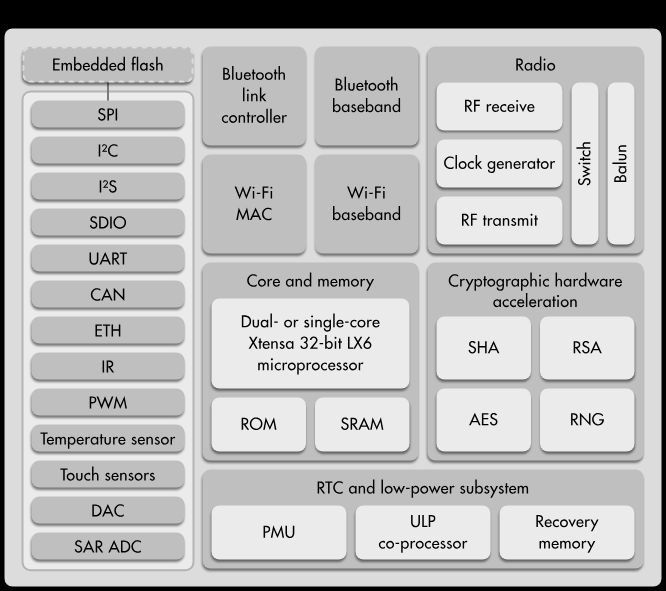 Embedded flash
SPI
I²C
I²S
SDIO
UART
CAN
ETH
IR
PWM
Temperature sensor
Touch sensors
DAC
SAR ADC
Bluetooth
link
controller
Bluetooth
baseband
Wi-Fi
MAC
Wi-Fi
baseband
Radio
RF receive
Clock generator
RF transmit
Switch
Balun
Core and memory
Dual- or single-core
Xtensa 32-bit LX6
microprocessor
ROM
SRAM
Cryptographic hardware
acceleration
SHA
RSA
AES
RNG
RTC and low-power subsystem
PMU
ULP
co-processor
Recovery
memory